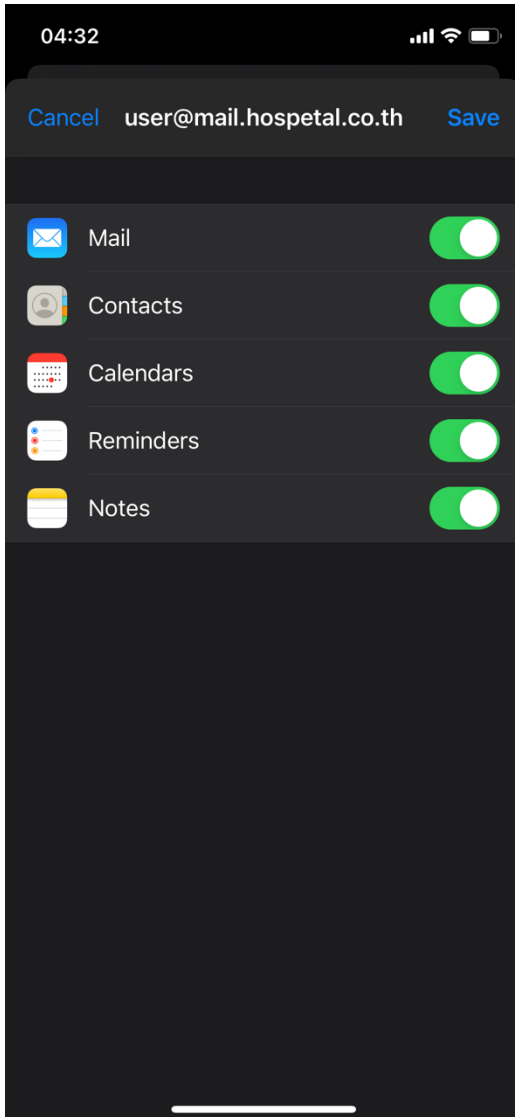 04:32
Cancel user@mail.hospetal.co.th Save
Mail
Contacts
Calendars
Reminders
Notes